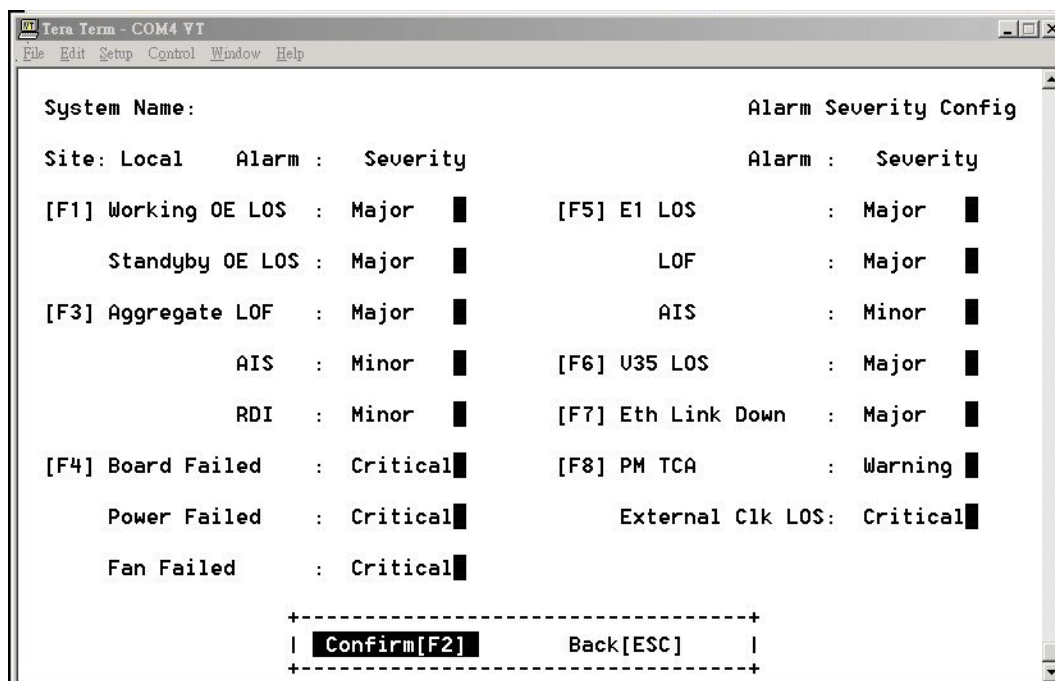 Tera Term - COM4 VT
File Edit Setup Control Window Help
System Name: Alarm Severity Config
Site: Local Alarm : Severity Alarm : Severity
[F1] Working OE LOS : Major [F5] E1 LOS : Major
Standyby OE LOS : Major LOF : Major
[F3] Aggregate LOF : Major AIS : Minor
AIS : Minor [F6] V35 LOS : Major
RDI : Minor [F7] Eth Link Down : Major
[F4] Board Failed : Critical [F8] PM TCA : Warning
Power Failed : Critical External Clk LOS: Critical
Fan Failed : Critical
Confirm[F2] Back[ESC]